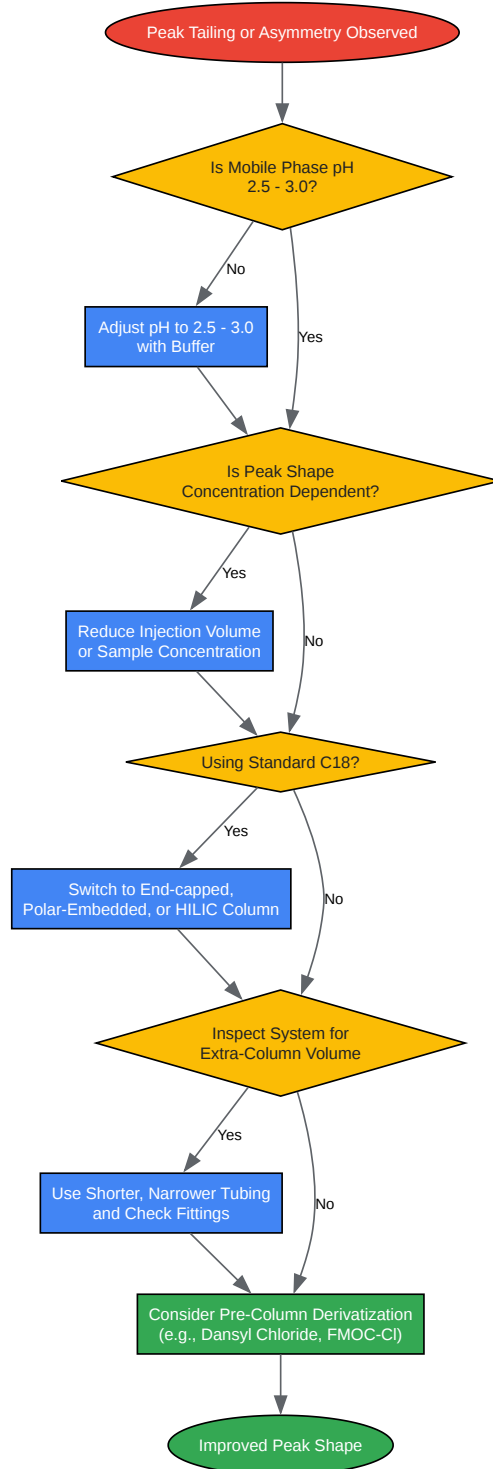 Peak Tailing or Asymmetry Observed
Is Mobile Phase pH
2.5 - 3.0?
No
Adjust pH to 2.5 - 3.0
with Buffer
Yes
Is Peak Shape
Concentration Dependent?
Yes
Reduce Injection Volume
or Sample Concentration
No
Using Standard C18?
Yes
Switch to End-capped,
Polar-Embedded, or HILIC Column
No
Inspect System for
Extra-Column Volume
Yes
Use Shorter, Narrower Tubing
and Check Fittings
No
Consider Pre-Column Derivatization
(e.g., Dansyl Chloride, FMOC-Cl)
Improved Peak Shape